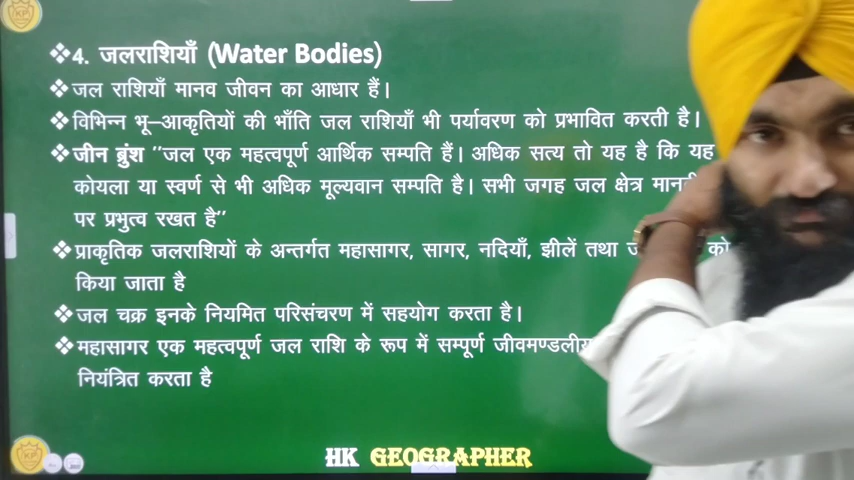 ❖4. जलराशियाँ (Water Bodies)
❖जल राशियाँ मानव जीवन का आधार हैं।
❖विभिन्न भू–आकृतियों की भाँति जल राशियाँ भी पर्यावरण को प्रभावित करती है।
❖जीन ब्रुंश "जल एक महत्वपूर्ण आर्थिक सम्पति हैं। अधिक सत्य तो यह है कि यह
कोयला या स्वर्ण से भी अधिक मूल्यवान सम्पति है। सभी जगह जल क्षेत्र
पर प्रभुत्व रखत है"
❖प्राकृतिक जलराशियों के अन्तर्गत महासागर, सागर, नदियाँ, झीलें तथा को
किया जाता है
❖जल चक्र इनके नियमित परिसंचरण में सहयोग करता है।
❖महासागर एक महत्वपूर्ण जल राशि के रूप में सम्पूर्ण
नियंत्रित करता है
HK GEOGRAPHER